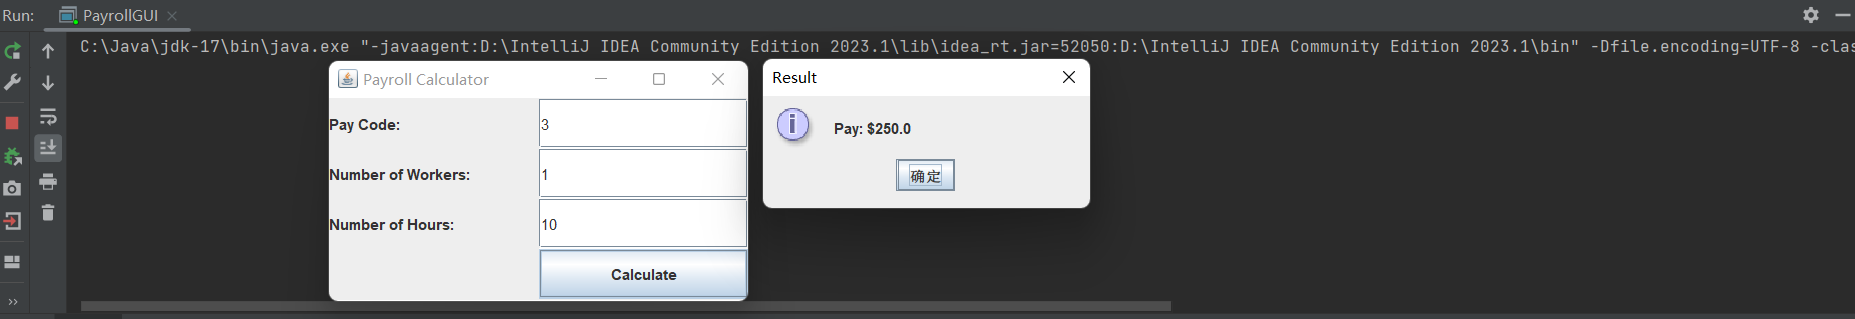 Run: PayrollGUI
C:\Java\jdk-17\bin\java.exe "-javaagent:D:\IntelliJ IDEA Community Edition 2023.1\lib\idea_rt.jar=52050:D:\IntelliJ IDEA Community Edition 2023.1\bin" -Dfile.encoding=UTF-8 -clas
Payroll Calculator
Pay Code: 3
Number of Workers: 1
Number of Hours: 10
Calculate
Result
Pay: $250.0
确定